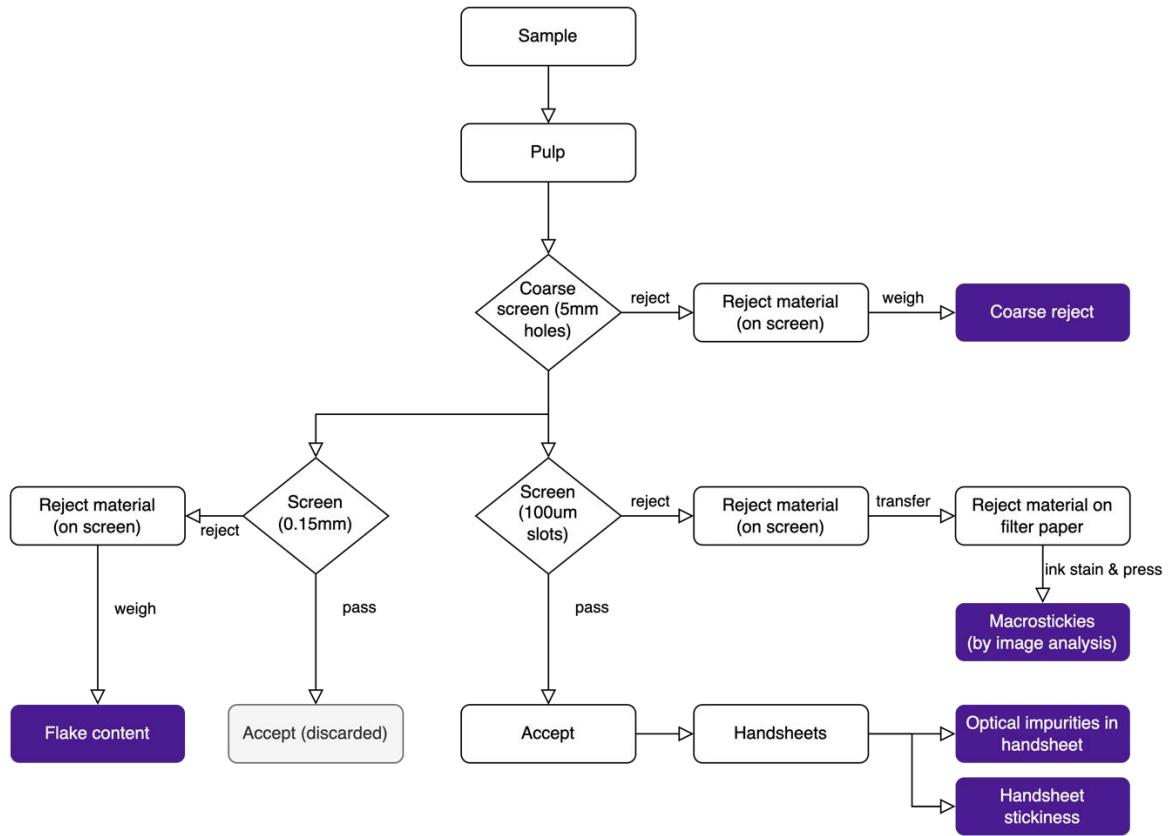 Sample
Pulp
Coarse
screen (5mm
holes)
reject
Reject material
(on screen)
weigh
Coarse reject
Reject material
(on screen)
reject
Screen
(0.15mm)
Screen
(100um
slots)
reject
Reject material
(on screen)
transfer
Reject material on
filter paper
ink stain & press
weigh
pass
pass
Macrostickies
(by image analysis)
Flake content
Accept (discarded)
Accept
Handsheets
Optical impurities in
handsheet
Handsheet
stickiness